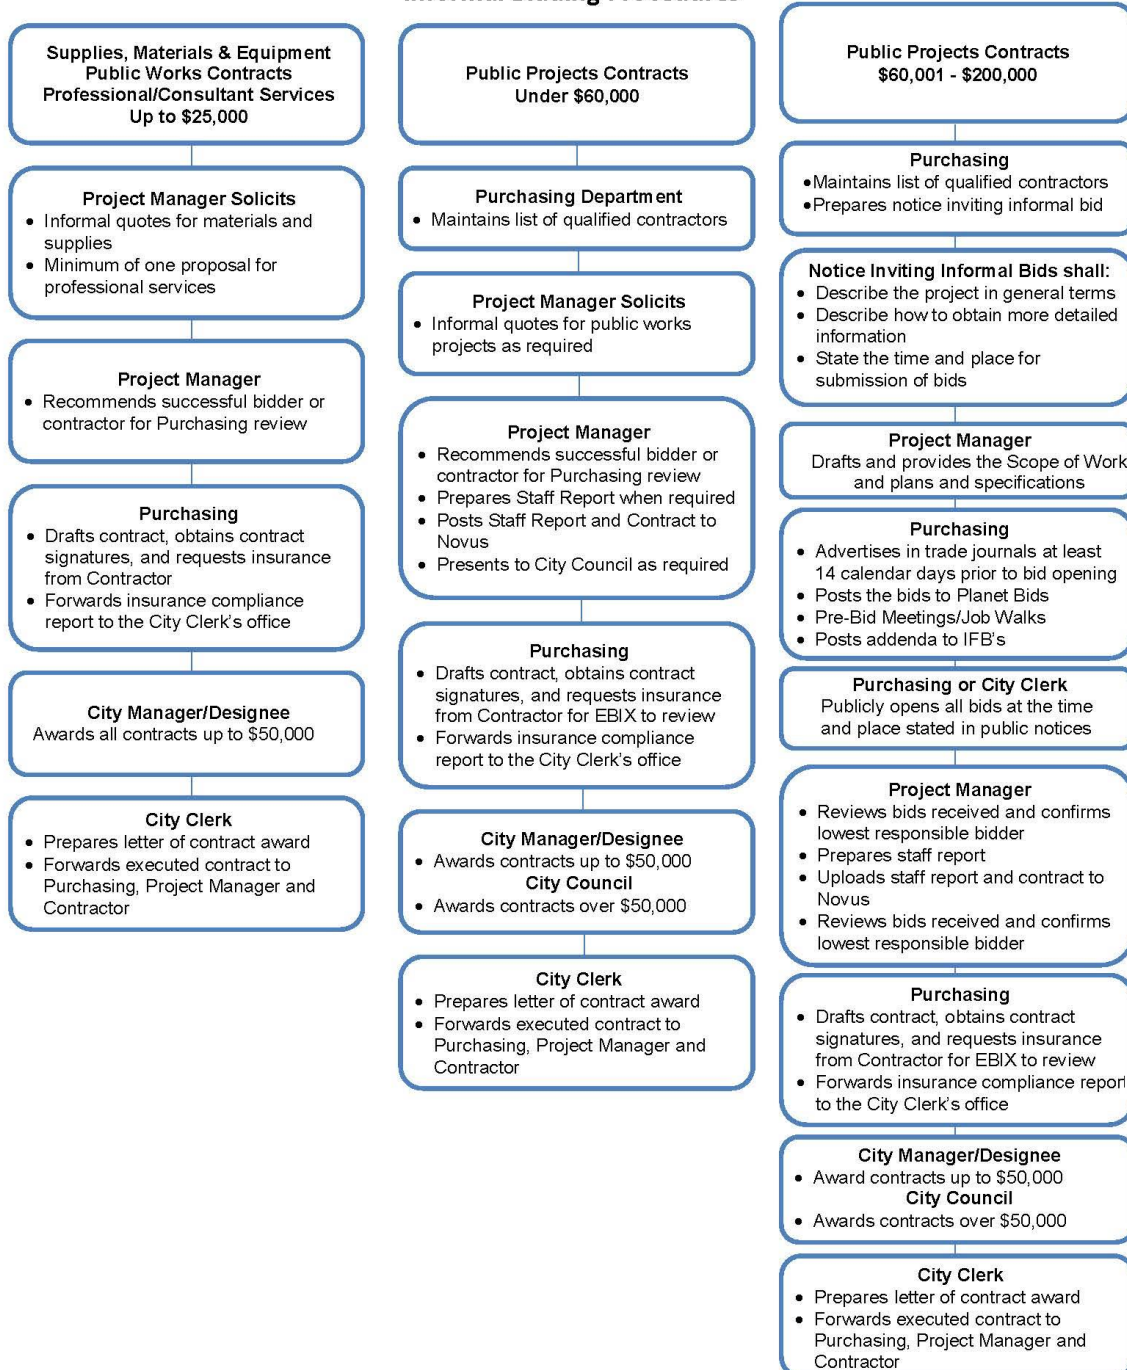 Informal Bidding Procedures
Supplies, Materials & Equipment
Public Works Contracts
Professional/Consultant Services
Up to $25,000
Project Manager Solicits
• Informal quotes for materials and
supplies
• Minimum of one proposal for
professional services
Project Manager
• Recommends successful bidder or
contractor for Purchasing review
Purchasing
• Drafts contract, obtains contract
signatures, and requests insurance
from Contractor
• Forwards insurance compliance
report to the City Clerk's office
City Manager/Designee
Awards all contracts up to $50,000
City Clerk
• Prepares letter of contract award
• Forwards executed contract to
Purchasing, Project Manager and
Contractor
Public Projects Contracts
Under $60,000
Purchasing Department
• Maintains list of qualified contractors
Project Manager Solicits
• Informal quotes for public works
projects as required
Project Manager
• Recommends successful bidder or
contractor for Purchasing review
• Prepares Staff Report when required
• Posts Staff Report and Contract to
Novus
• Presents to City Council as required
Purchasing
• Drafts contract, obtains contract
signatures, and requests insurance
from Contractor for EBIX to review
• Forwards insurance compliance
report to the City Clerk's office
City Manager/Designee
• Awards contracts up to $50,000
City Council
• Awards contracts over $50,000
City Clerk
• Prepares letter of contract award
• Forwards executed contract to
Purchasing, Project Manager and
Contractor
Public Projects Contracts
$60,001 - $200,000
Purchasing
•Maintains list of qualified contractors
•Prepares notice inviting informal bid
Notice Inviting Informal Bids shall:
• Describe the project in general terms
• Describe how to obtain more detailed
information
• State the time and place for
submission of bids
Project Manager
Drafts and provides the Scope of Work
and plans and specifications
Purchasing
• Advertises in trade journals at least
14 calendar days prior to bid opening
• Posts the bids to Planet Bids
• Pre-Bid Meetings/Job Walks
• Posts addenda to IFB's
Purchasing or City Clerk
Publicly opens all bids at the time
and place stated in public notices
Project Manager
• Reviews bids received and confirms
lowest responsible bidder
• Prepares staff report
• Uploads staff report and contract to
Novus
• Reviews bids received and confirms
lowest responsible bidder
Purchasing
• Drafts contract, obtains contract
signatures, and requests insurance
from Contractor for EBIX to review
• Forwards insurance compliance report
to the City Clerk's office
City Manager/Designee
• Award contracts up to $50,000
City Council
• Awards contracts over $50,000
City Clerk
• Prepares letter of contract award
• Forwards executed contract to
Purchasing, Project Manager and
Contractor